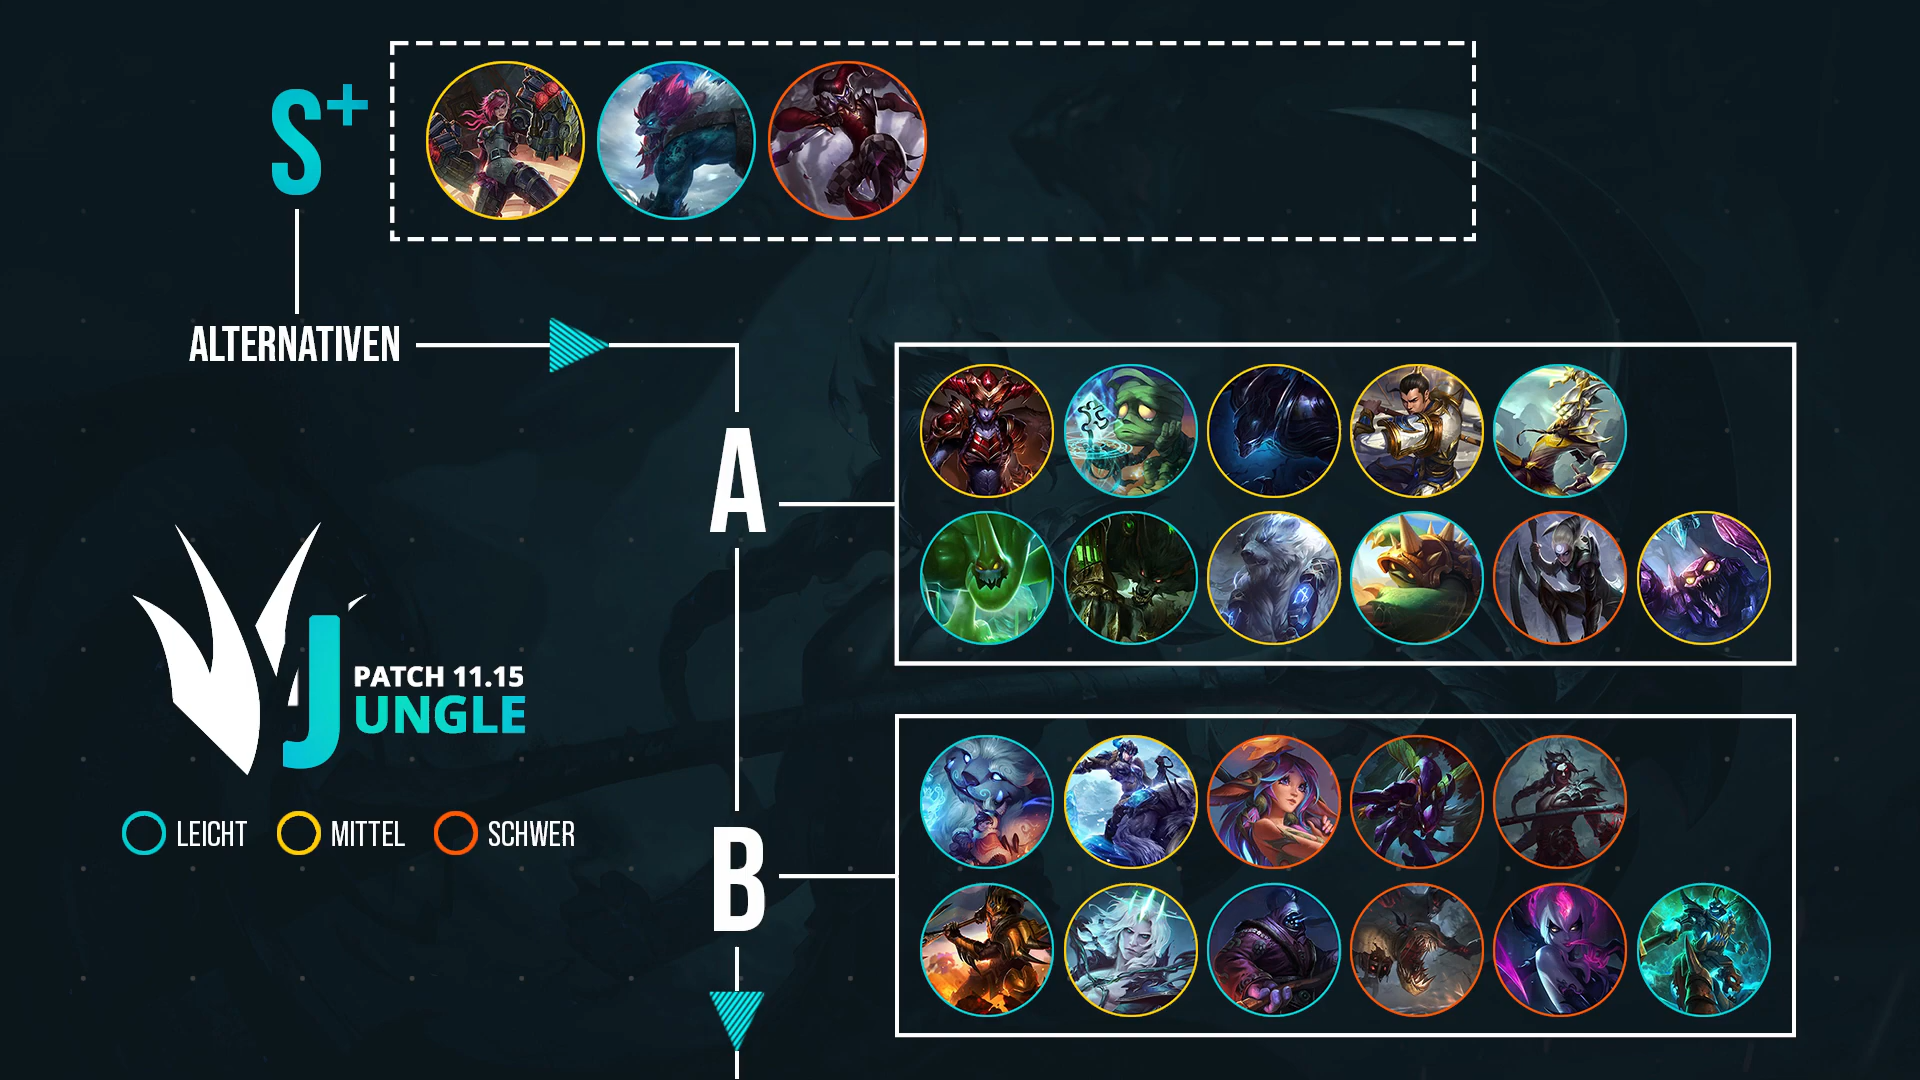 S+
ALTERNATIVEN
A
PATCH 11.15
JUNGLE
LEICHT
MITTEL
SCHWER
B